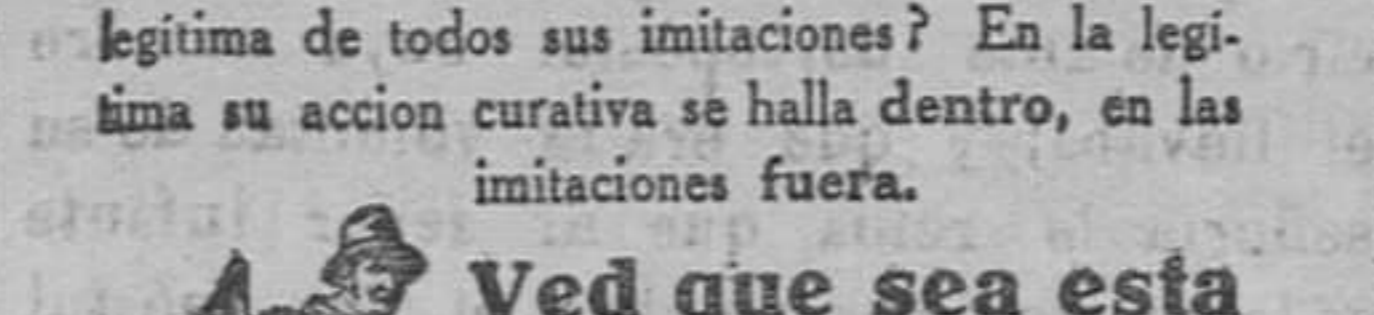 legítima de todos sus imitaciones? En la legí-
tima su accion curativa se halla dentro, en las
imitaciones fuera.
Ved que sea esta